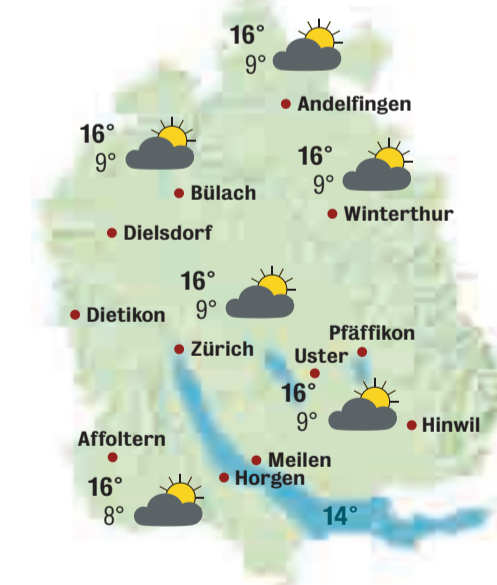 16°
9°
Andelfingen
16°
9°
Bülach
16°
9°
Winterthur
Dielsdorf
16°
9°
Dietikon
Zürich
Pfäffikon
Uster
16°
9°
Hinwil
Affoltern
Meilen
Horgen
16°
8°
14°